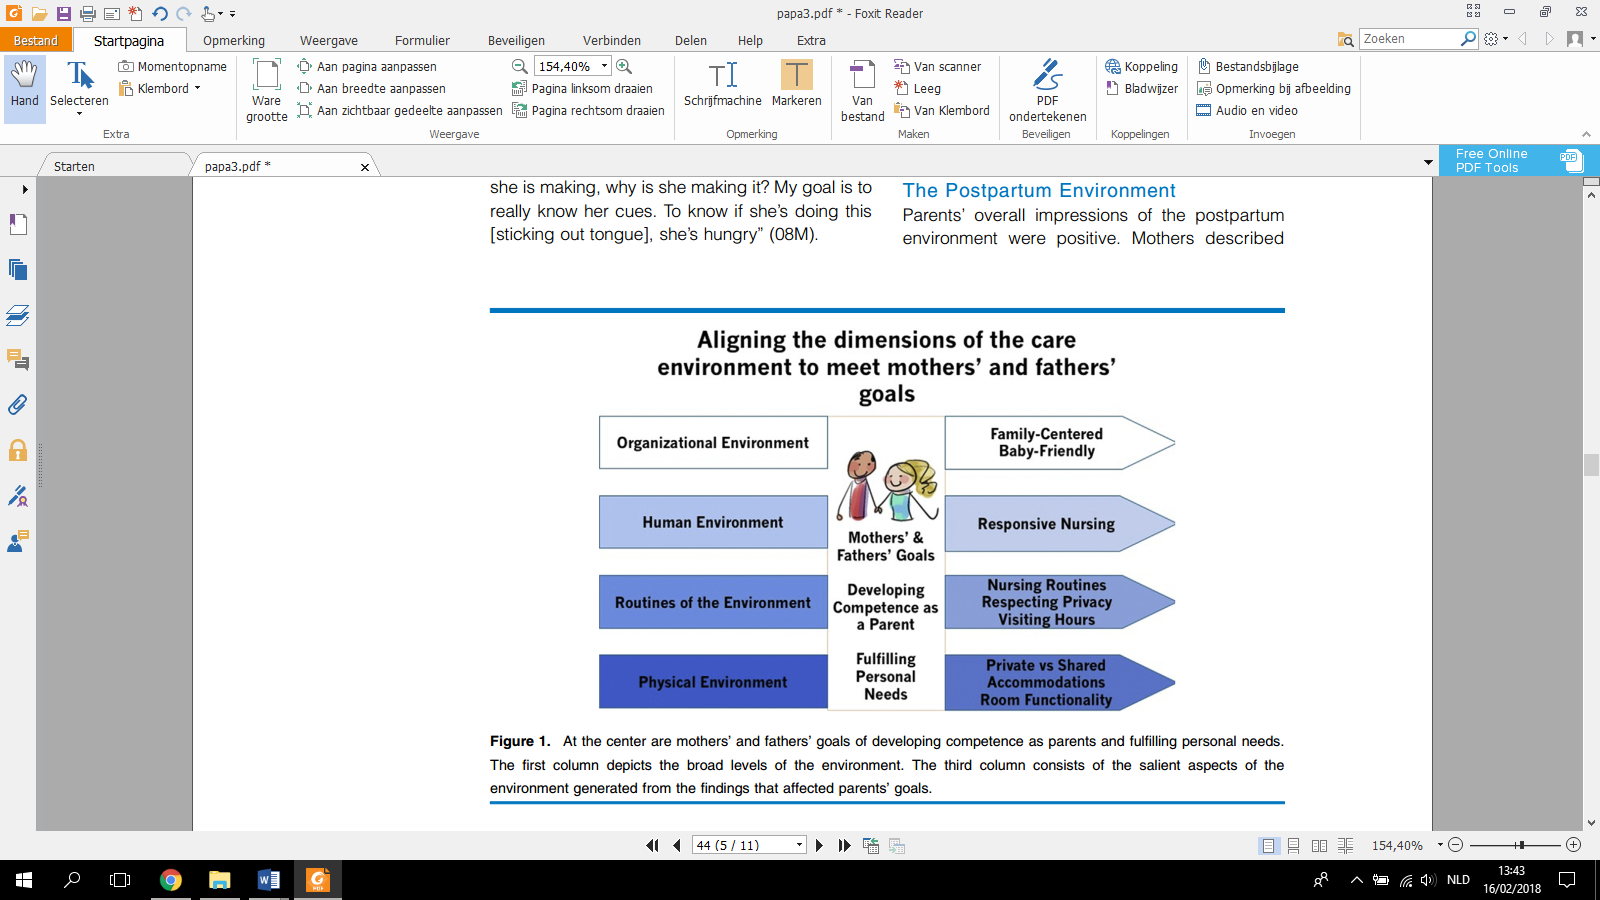 papa3.pdf * - Foxit Reader
Bestand
Startpagina
Opmerking
Weergave
Formulier
Beveiligen
Verbinden
Delen
Help
Extra
Zoeken
Hand
Selecteren
Momentopname
Klembord
Extra
Ware
grootte
Aan pagina aanpassen
Aan breedte aanpassen
Aan zichtbaar gedeelte aanpassen
154,40%
Pagina linksom draaien
Pagina rechtsom draaien
Weergave
Schrijfmachine
Markeren
Opmerking
Van
bestand
Van scanner
Leeg
Van Klembord
Maken
PDF
ondertekenen
Beveiligen
Koppeling
Bladwijzer
Koppelingen
Bestandsbijlage
Opmerking bij afbeelding
Audio en video
Invoegen
Starten
papa3.pdf *
Free Online
PDF Tools
PDF
she is making, why is she making it? My goal is to
really know her cues. To know if she's doing this
[sticking out tongue], she's hungry” (08M).
The Postpartum Environment
Parents’ overall impressions of the postpartum
environment were positive. Mothers described
Aligning the dimensions of the care
environment to meet mothers’ and fathers’
goals
Organizational Environment
Family-Centered
Baby-Friendly
Human Environment
Mothers’ &
Fathers’ Goals
Responsive Nursing
Routines of the Environment
Developing
Competence as
a Parent
Nursing Routines
Respecting Privacy
Visiting Hours
Physical Environment
Fulfilling
Personal
Needs
Private vs Shared
Accommodations
Room Functionality
Figure 1. At the center are mothers’ and fathers’ goals of developing competence as parents and fulfilling personal needs.
The first column depicts the broad levels of the environment. The third column consists of the salient aspects of the
environment generated from the findings that affected parents’ goals.
44 (5 / 11)
154,40%
NLD
13:43
16/02/2018